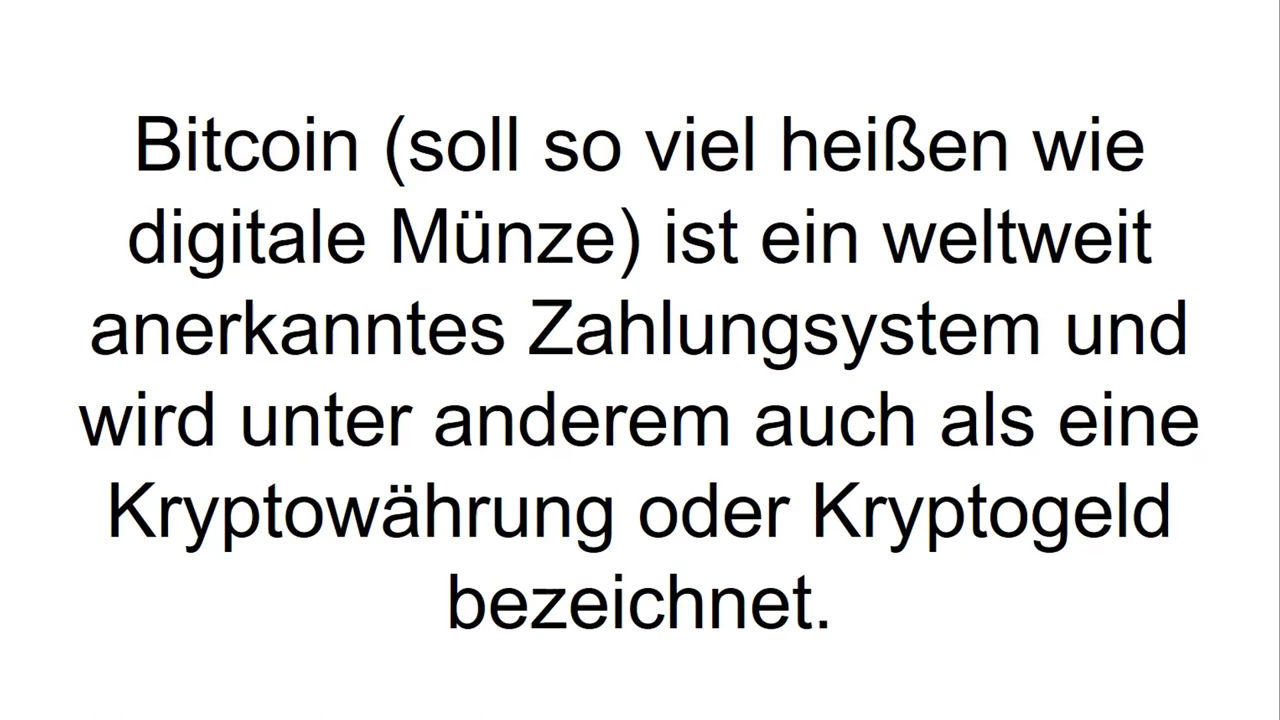 Bitcoin (soll so viel heißen wie
digitale Münze) ist ein weltweit
anerkanntes Zahlungsystem und
wird unter anderem auch als eine
Kryptowährung oder Kryptogeld
bezeichnet.